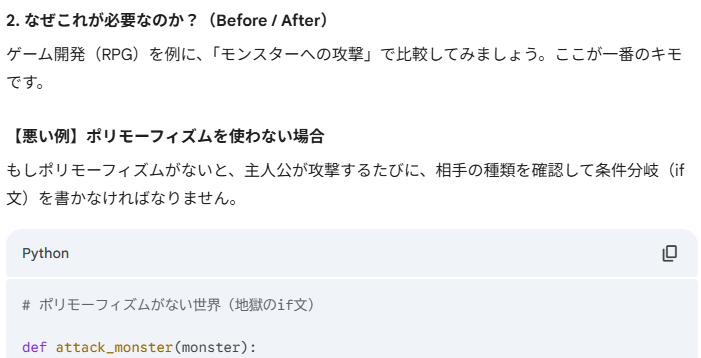 2. なぜこれが必要なのか？（Before / After）
ゲーム開発（RPG）を例に、「モンスターへの攻撃」で比較してみましょう。ここが一番のキモ
です。
【悪い例】ポリモーフィズムを使わない場合
もしポリモーフィズムがないと、主人公が攻撃するたびに、相手の種類を確認して条件分岐（if
文）を書かなければなりません。
Python
# ポリモーフィズムがない世界（地獄のif文）
def attack_monster(monster):